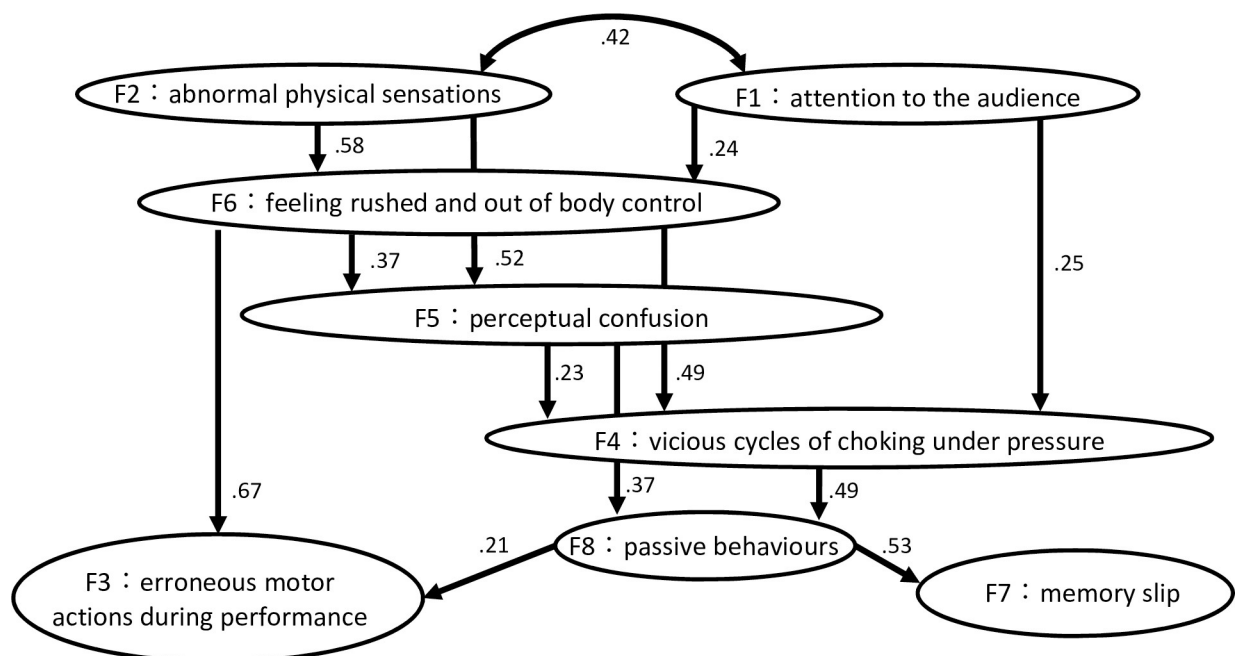 .42
F2：abnormal physical sensations
F1：attention to the audience
.58
.24
F6：feeling rushed and out of body control
.37
.52
.25
F5：perceptual confusion
.23
.49
F4：vicious cycles of choking under pressure
.67
.37
.49
.21
F8：passive behaviours
.53
F3：erroneous motor
actions during performance
F7：memory slip